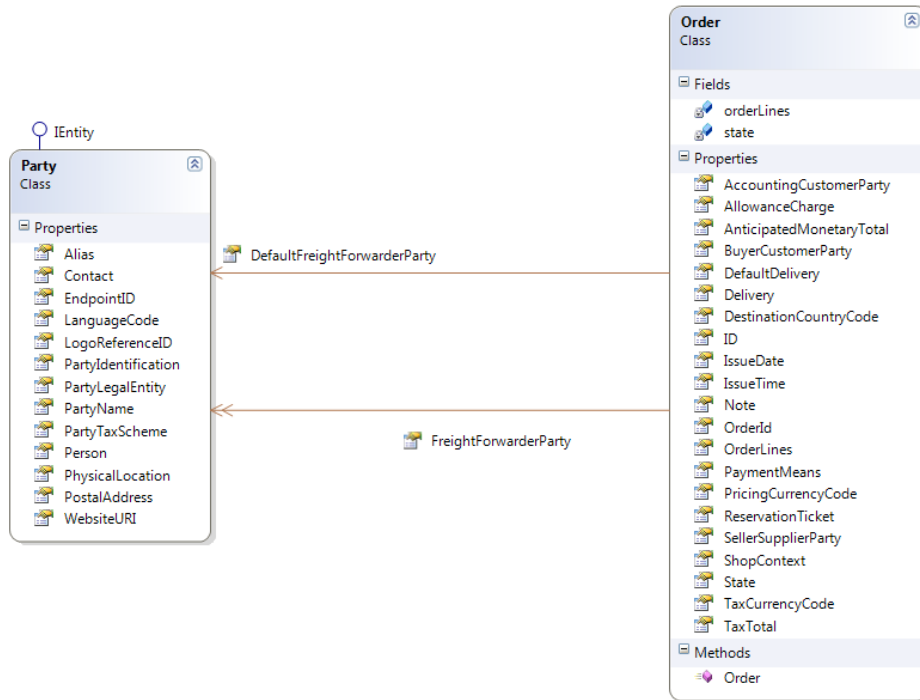 IEntity
Party
Class
Properties
Alias
Contact
EndpointID
LanguageCode
LogoReferenceID
PartyIdentification
PartyLegalEntity
PartyName
PartyTaxScheme
Person
PhysicalLocation
PostalAddress
WebsiteURI
DefaultFreightForwarderParty
FreightForwarderParty
Order
Class
Fields
orderLines
state
Properties
AccountingCustomerParty
AllowanceCharge
AnticipatedMonetaryTotal
BuyerCustomerParty
DefaultDelivery
Delivery
DestinationCountryCode
ID
IssueDate
IssueTime
Note
OrderId
OrderLines
PaymentMeans
PricingCurrencyCode
ReservationTicket
SellerSupplierParty
ShopContext
State
TaxCurrencyCode
TaxTotal
Methods
Order